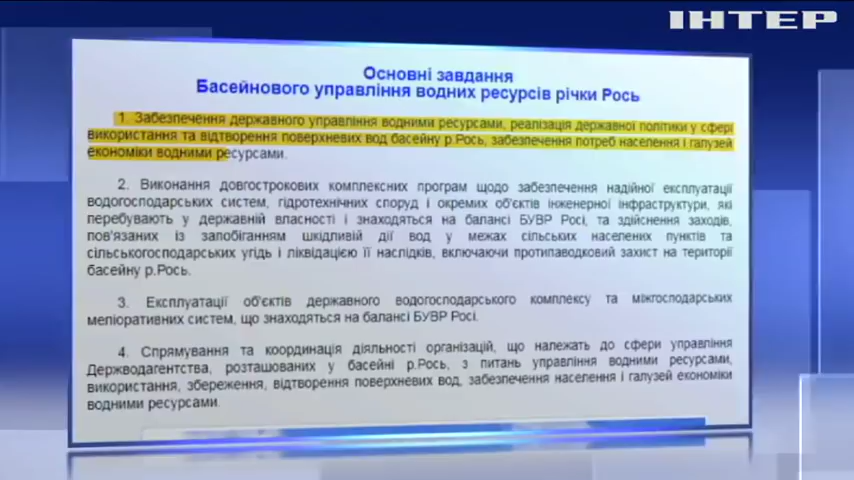 ІНТЕР
Основні завдання
Басейнового управління водних ресурсів річки Рось
1. Забезпечення державного управління водними ресурсами, реалізація державної політики у сфері
використання та відтворення поверхневих вод басейну р.Рось, забезпечення потреб населення і галузей
економіки водними ресурсами.
2. Виконання довгострокових комплексних програм щодо забезпечення надійної експлуатації
водогосподарських систем, гідротехнічних споруд і окремих об'єктів інженерної інфраструктури, які
перебувають у державній власності і знаходяться на балансі БУВР Росі, та здійснення заходів,
пов'язаних із запобіганням шкідливій дії вод у межах сільських населених пунктів та
сільськогосподарських угідь і ліквідацією її наслідків, включаючи протипаводковий захист на території
басейну р.Рось.
3. Експлуатації об'єктів державного водогосподарського комплексу та міжгосподарських
меліоративних систем, що знаходяться на балансі БУВР Росі.
4. Спрямування та координація діяльності організацій, що належать до сфери управління
Держводагентства, розташованих у басейні р.Рось, з питань управління водними ресурсами,
використання, збереження, відтворення поверхневих вод, забезпечення населення і галузей економіки
водними ресурсами.